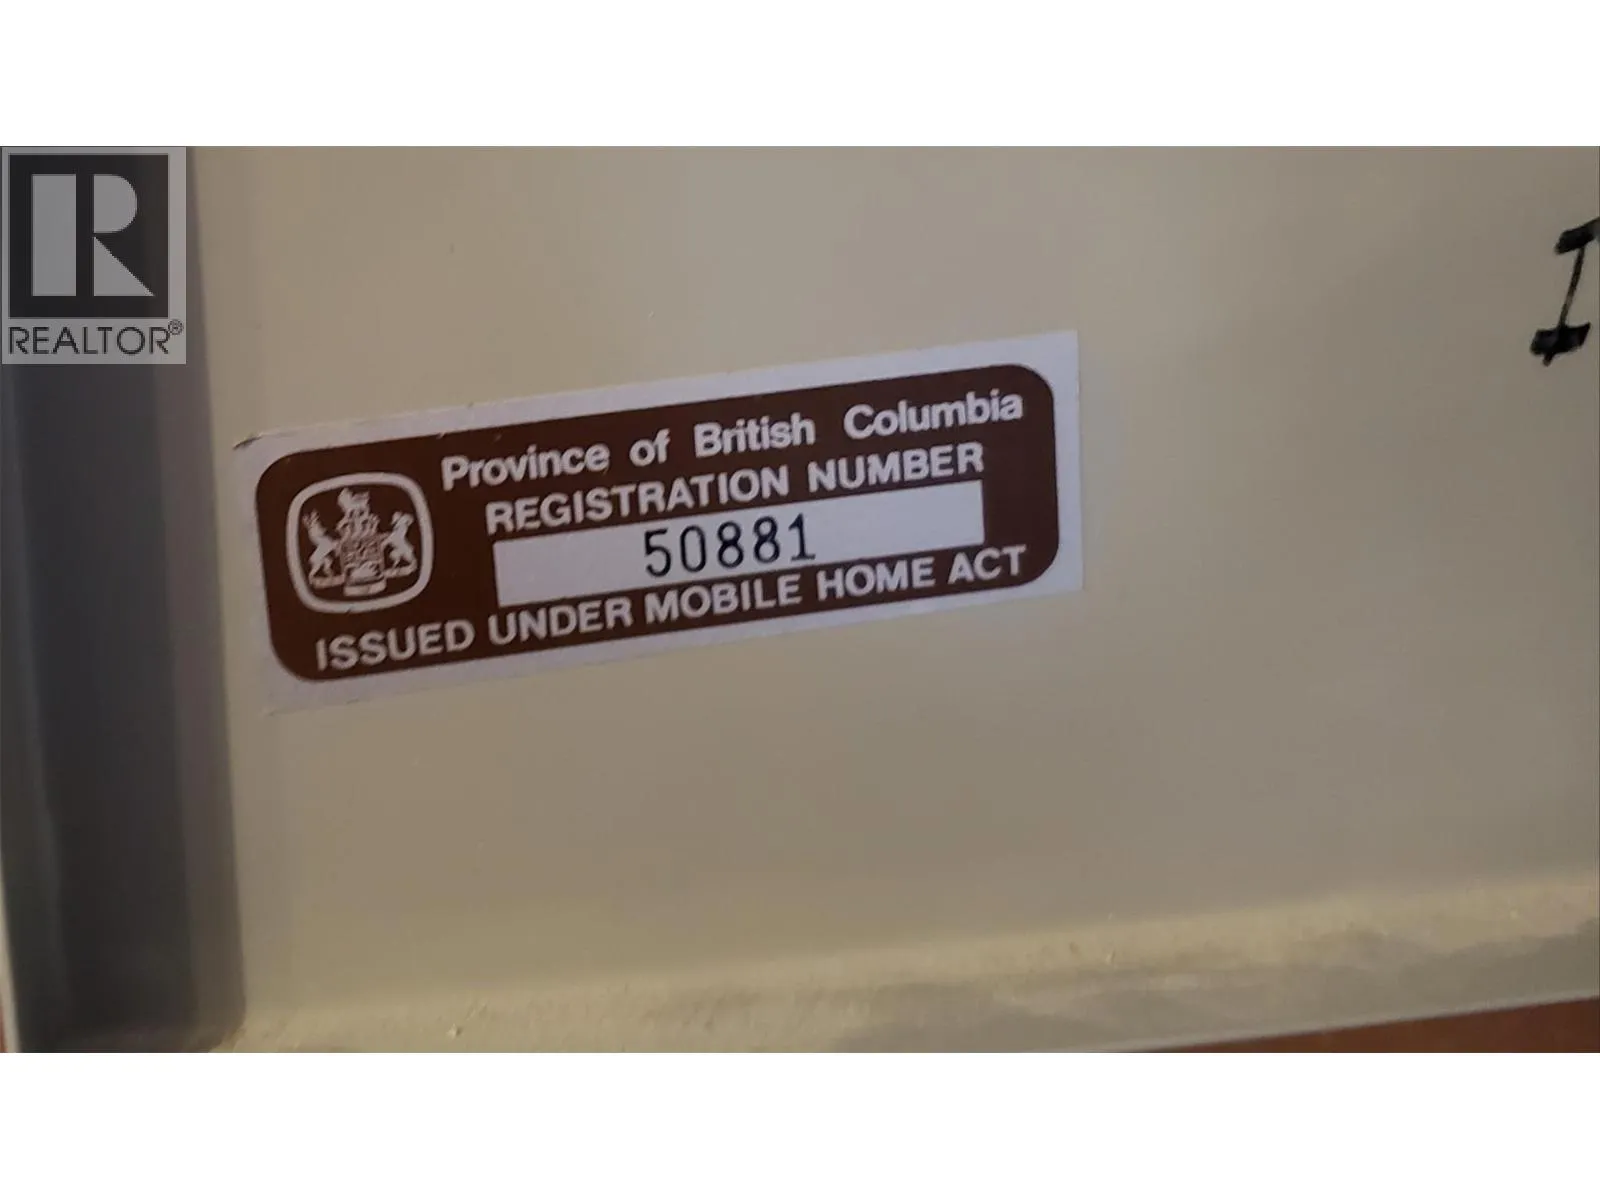 REALTOR®
Province of British Columbia
REGISTRATION NUMBER
50881
ISSUED UNDER MOBILE HOME ACT
I